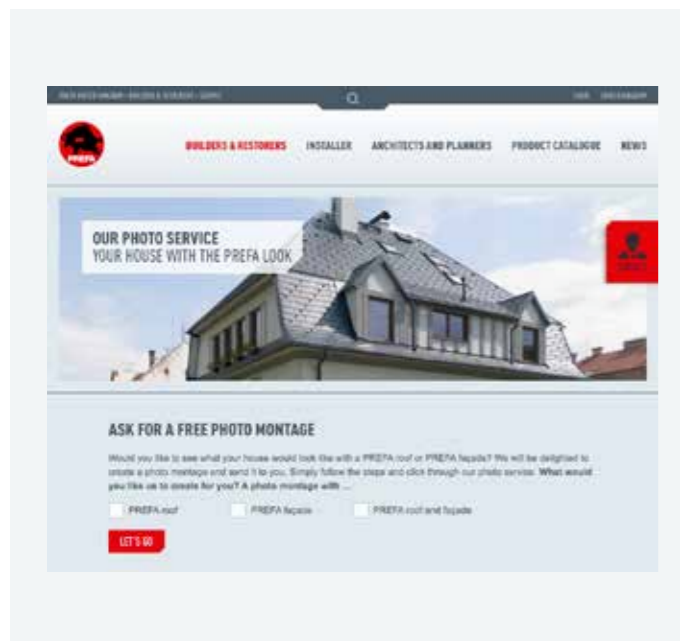 PREFA
BUILDERS & RESTORERS INSTALLER ARCHITECTS AND PLANNERS PRODUCT CATALOGUE NEWS
OUR PHOTO SERVICE
YOUR HOUSE WITH THE PREFA LOOK
ASK FOR A FREE PHOTO MONTAGE
Would you like to see what your house would look like with a PREFA roof or PREFA façade? We will be delighted to
create a photo montage and send it to you. Simply follow the steps and click through our photo service. What would
you like us to create for you? A photo montage with ...
PREFA roof PREFA façade PREFA roof and façade
LET'S GO